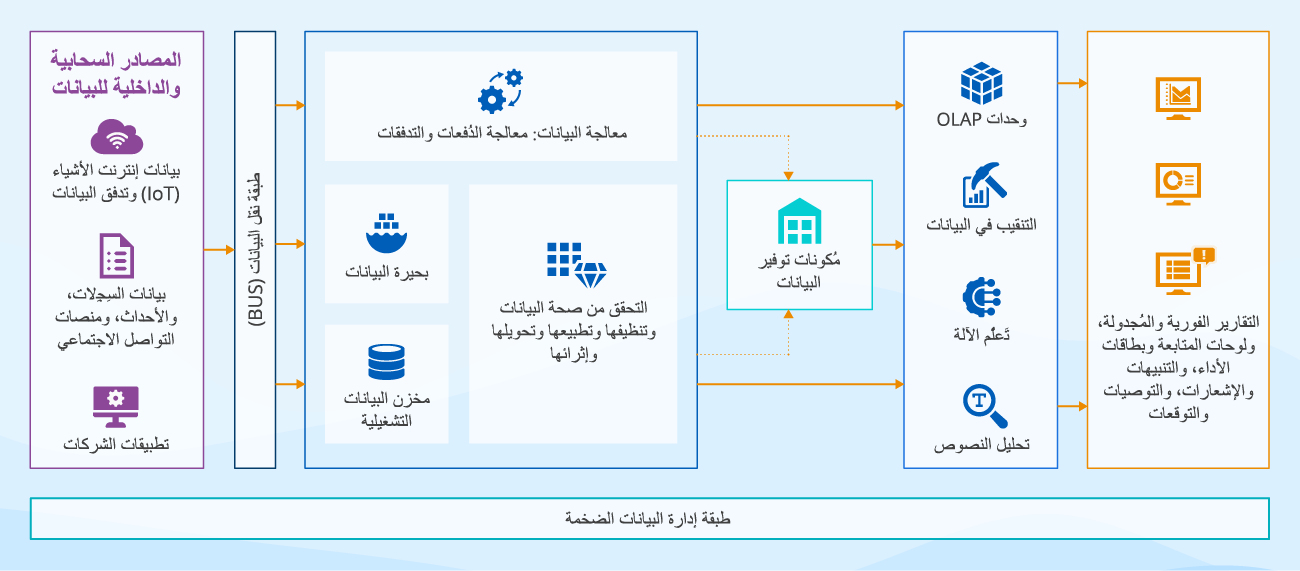 المصادر السحابية
والداخلية للبيانات
بيانات إنترنت الأشياء
(IoT) وتدفق البيانات
بيانات السِجلات،
والأحداث، ومنصات
التواصل الاجتماعي
تطبيقات الشركات
طبقة نقل البيانات (BUS)
معالجة البيانات: معالجة الدُفعات والتدفقات
بحيرة البيانات
مخزن البيانات
التشغيلية
التحقق من صحة البيانات
وتنظيفها وتطبيعها وتحويلها
وإثرائها
مُكونات توفير
البيانات
وحدات OLAP
التنقيب في البيانات
تَعلُم الآلة
T
تحليل النصوص
!
التقارير الفورية والمُجدولة،
ولوحات المتابعة وبطاقات
الأداء، والتنبيهات
والإشعارات، والتوصيات
والتوقعات
طبقة إدارة البيانات الضخمة